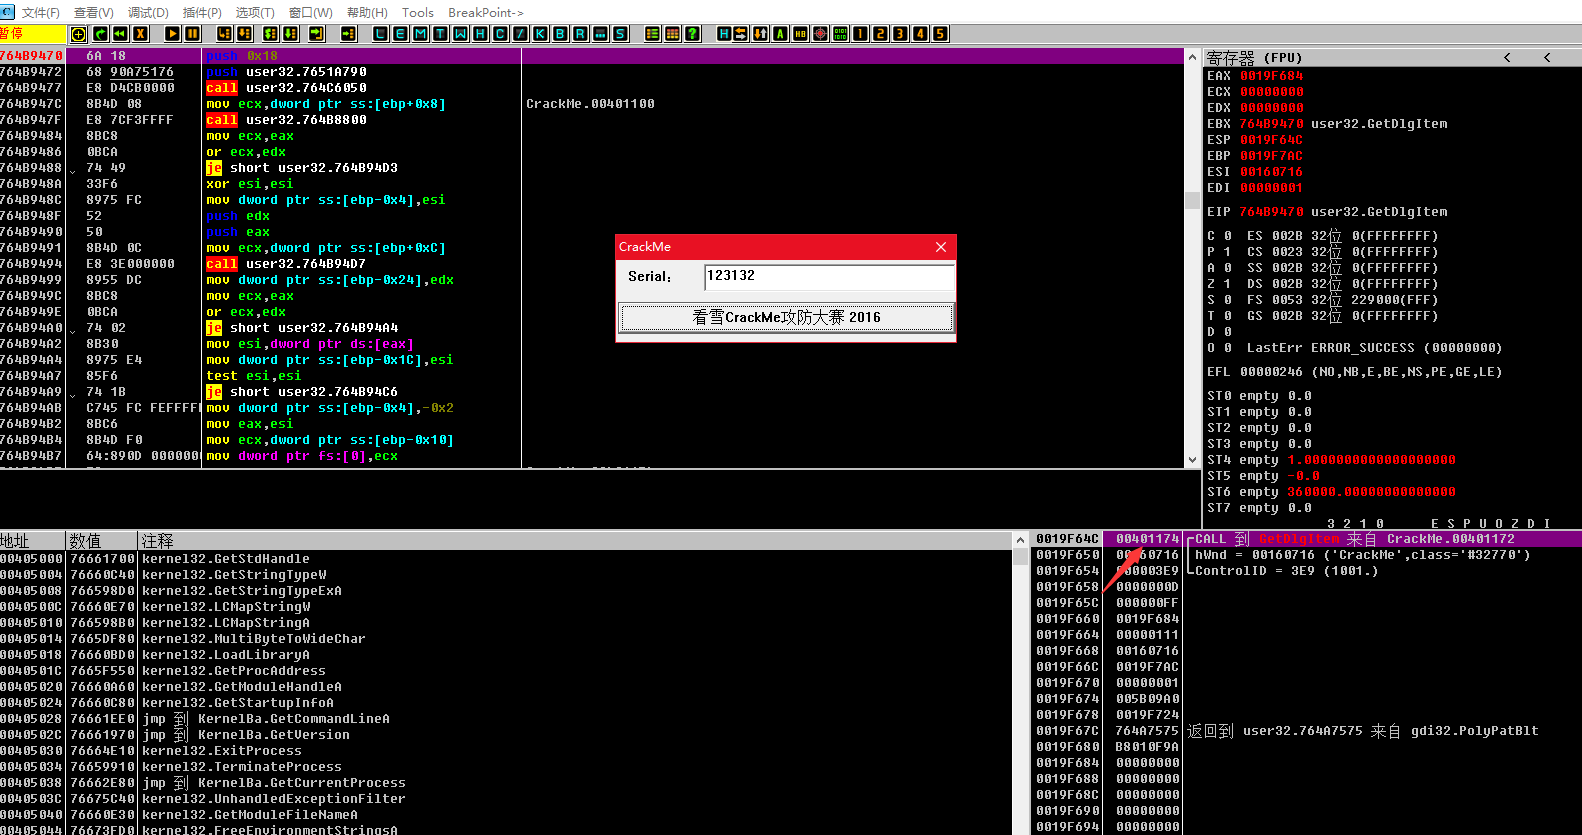 C 文件(F) 查看(V) 调试(D) 插件(P) 选项(T) 窗口(W) 帮助(H) Tools BreakPoint->
暂停 L E M T W H C / K B R ... S ? H A HB 1 2 3 4 5
764B9470 6A 18 push 0x18
764B9472 68 90A75176 push user32.7651A790
764B9477 E8 D4CB0000 call user32.764C6050
764B947C 8B4D 08 mov ecx,dword ptr ss:[ebp+0x8] CrackMe.00401100
764B947F E8 7CF3FFFF call user32.764B8800
764B9484 8BC8 mov ecx,eax
764B9486 0BCA or ecx,edx
764B9488 74 49 je short user32.764B94D3
764B948A 33F6 xor esi,esi
764B948C 8975 FC mov dword ptr ss:[ebp-0x4],esi
764B948F 52 push edx
764B9490 50 push eax
764B9491 8B4D 0C mov ecx,dword ptr ss:[ebp+0xC]
764B9494 E8 3E000000 call user32.764B94D7
764B9499 8955 DC mov dword ptr ss:[ebp-0x24],edx
764B949C 8BC8 mov ecx,eax
764B949E 0BCA or ecx,edx
764B94A0 74 02 je short user32.764B94A4
764B94A2 8B30 mov esi,dword ptr ds:[eax]
764B94A4 8975 E4 mov dword ptr ss:[ebp-0x1C],esi
764B94A7 85F6 test esi,esi
764B94A9 74 1B je short user32.764B94C6
764B94AB C745 FC FEFFFF mov dword ptr ss:[ebp-0x4],-0x2
764B94B2 8BC6 mov eax,esi
764B94B4 8B4D F0 mov ecx,dword ptr ss:[ebp-0x10]
764B94B7 64:890D 000000 mov dword ptr fs:[0],ecx
CrackMe
Serial: 123132
看雪CrackMe攻防大赛 2016
寄存器 (FPU) < <
EAX 0019F684
ECX 00000000
EDX 00000000
EBX 764B9470 user32.GetDlgItem
ESP 0019F64C
EBP 0019F7AC
ESI 00160716
EDI 00000001
EIP 764B9470 user32.GetDlgItem
C 0 ES 002B 32位 0(FFFFFFFF)
P 1 CS 0023 32位 0(FFFFFFFF)
A 0 SS 002B 32位 0(FFFFFFFF)
Z 1 DS 002B 32位 0(FFFFFFFF)
S 0 FS 0053 32位 229000(FFF)
T 0 GS 002B 32位 0(FFFFFFFF)
D 0
O 0 LastErr ERROR_SUCCESS (00000000)
EFL 00000246 (NO,NB,E,BE,NS,PE,GE,LE)
ST0 empty 0.0
ST1 empty 0.0
ST2 empty 0.0
ST3 empty 0.0
ST4 empty 1.0000000000000000000
ST5 empty -0.0
ST6 empty 360000.00000000000000
ST7 empty 0.0
3 2 1 0 E S P U O Z D I
地址 数值 注释
00405000 76661700 kernel32.GetStdHandle
00405004 76660C40 kernel32.GetStringTypeW
00405008 766598D0 kernel32.GetStringTypeExA
0040500C 76660E70 kernel32.LCMapStringW
00405010 766598B0 kernel32.LCMapStringA
00405014 7665DF80 kernel32.MultiByteToWideChar
00405018 76660BD0 kernel32.LoadLibraryA
0040501C 7665F550 kernel32.GetProcAddress
00405020 76660A60 kernel32.GetModuleHandleA
00405024 76660C80 kernel32.GetStartupInfoA
00405028 76661EE0 jmp 到 KernelBa.GetCommandLineA
0040502C 76661970 jmp 到 KernelBa.GetVersion
00405030 76664E10 kernel32.ExitProcess
00405034 76659910 kernel32.TerminateProcess
00405038 76662E80 jmp 到 KernelBa.GetCurrentProcess
0040503C 76675C40 kernel32.UnhandledExceptionFilter
00405040 76660E30 kernel32.GetModuleFileNameA
00405044 76673FD0 kernel32.FreeEnvironmentStringsA
0019F64C 00401174 CALL 到 GetDlgItem 来自 CrackMe.00401172
0019F650 00160716 hWnd = 00160716 ('CrackMe',class='#32770')
0019F654 000003E9 ControlID = 3E9 (1001.)
0019F658 0000000D
0019F65C 000000FF
0019F660 0019F684
0019F664 00000111
0019F668 00160716
0019F66C 0019F7AC
0019F670 00000001
0019F674 005B09A0
0019F678 0019F724
0019F67C 764A7575 返回到 user32.764A7575 来自 gdi32.PolyPatBlt
0019F680 B8010F9A
0019F684 00000000
0019F688 00000000
0019F68C 00000000
0019F690 00000000
0019F694 00000000